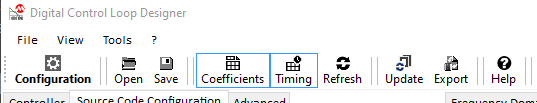 Digital Control Loop Designer
File View Tools ?
Configuration Open Save Coefficients Timing Refresh Update Export Help
Controller Source Code Configuration Advanced Frequency Domain